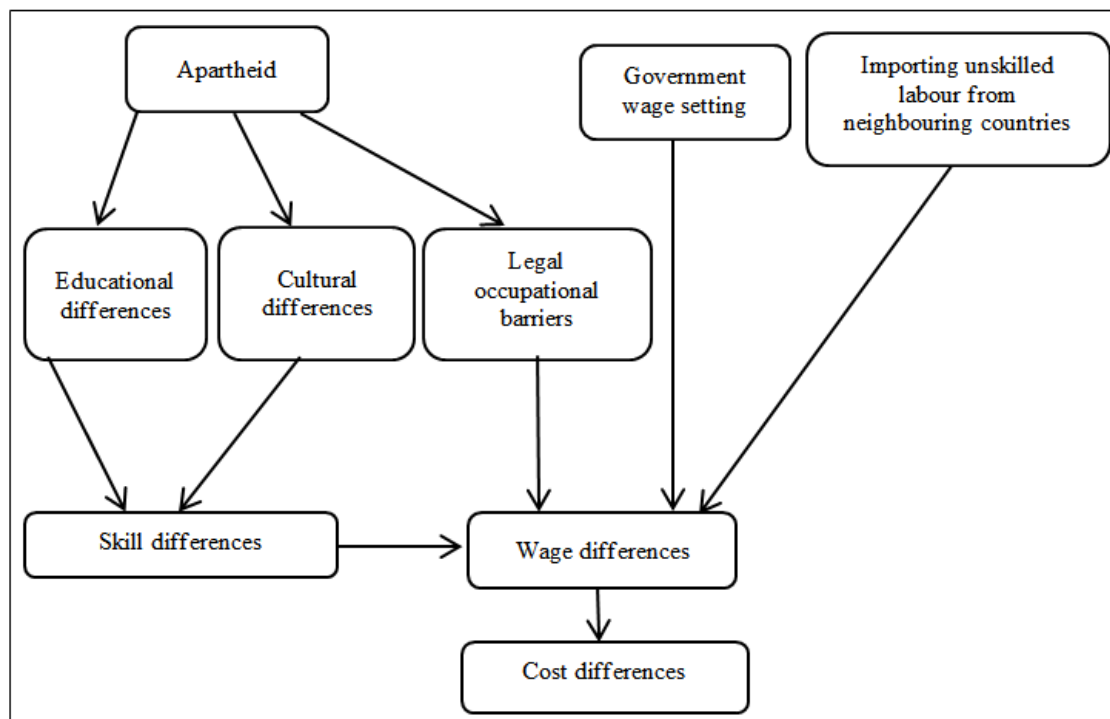 Apartheid
Government
wage setting
Importing unskilled
labour from
neighbouring countries
Educational
differences
Cultural
differences
Legal
occupational
barriers
Skill differences
Wage differences
Cost differences